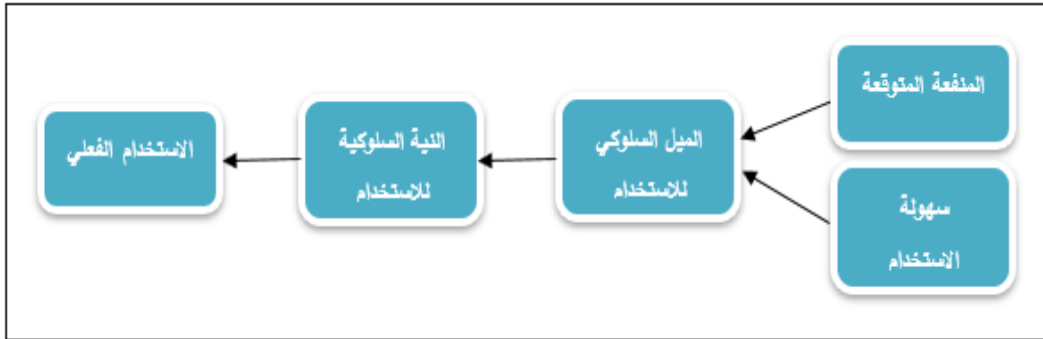 المنفعة المتوقعة
سهولة
الاستخدام
الميل السلوكي
للاستخدام
النية السلوكية
للاستخدام
الاستخدام الفعلي